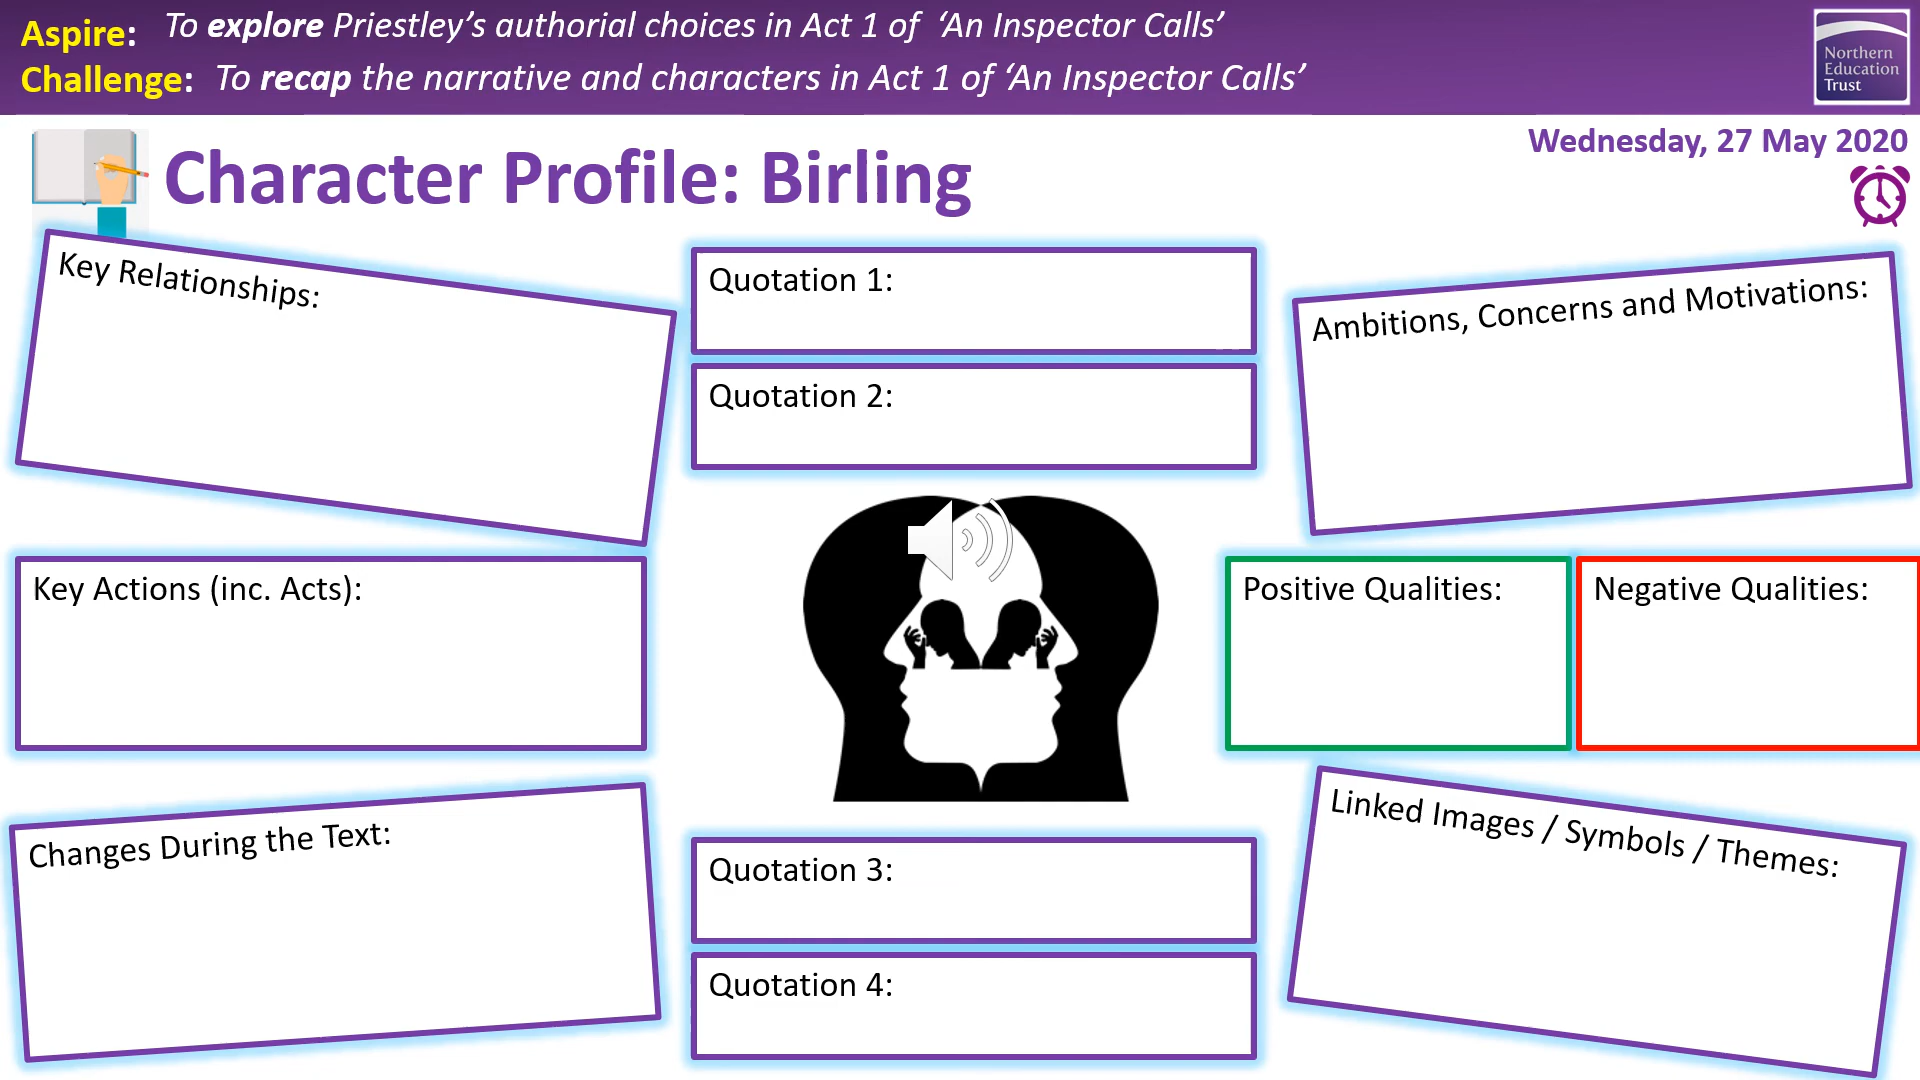 Aspire: To explore Priestley’s authorial choices in Act 1 of ‘An Inspector Calls’
Challenge: To recap the narrative and characters in Act 1 of ‘An Inspector Calls’
Northern
Education
Trust
Wednesday, 27 May 2020
Character Profile: Birling
Key Relationships:
Quotation 1:
Quotation 2:
Ambitions, Concerns and Motivations:
Key Actions (inc. Acts):
Positive Qualities:
Negative Qualities:
Changes During the Text:
Quotation 3:
Quotation 4:
Linked Images / Symbols / Themes: